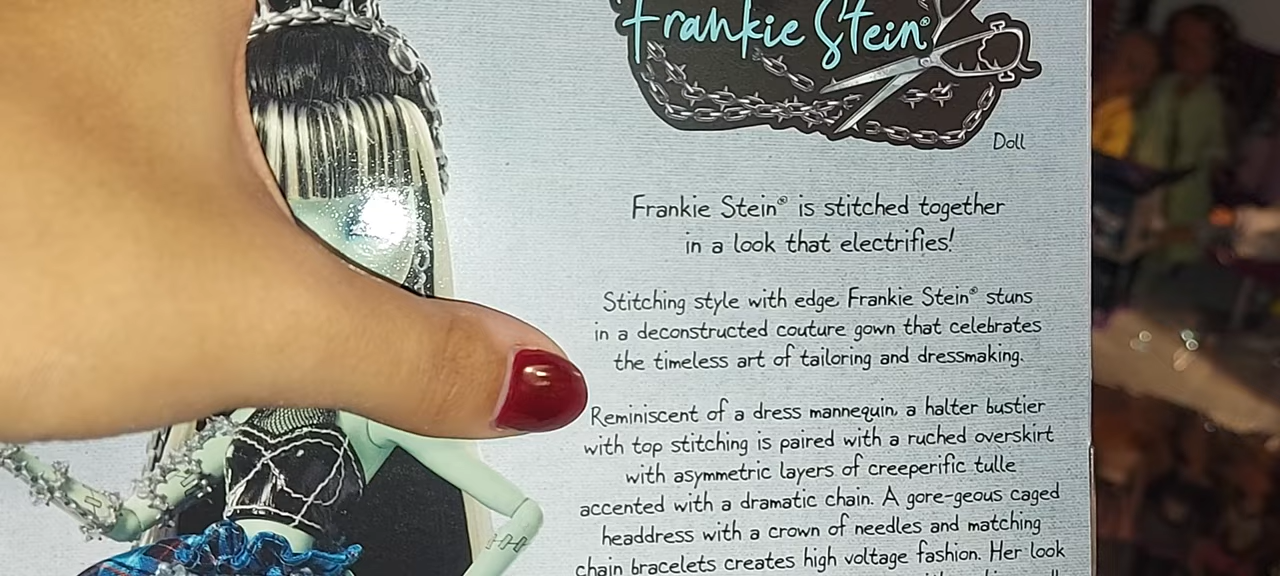 Frankie Stein®
Doll
Frankie Stein® is stitched together
in a look that electrifies!
Stitching style with edge, Frankie Stein® stuns
in a deconstructed couture gown that celebrates
the timeless art of tailoring and dressmaking.
Reminiscent of a dress mannequin, a halter bustier
with top stitching is paired with a ruched overskirt
with asymmetric layers of creeperific tulle
accented with a dramatic chain. A gore-geous caged
headdress with a crown of needles and matching
chain bracelets creates high voltage fashion. Her look